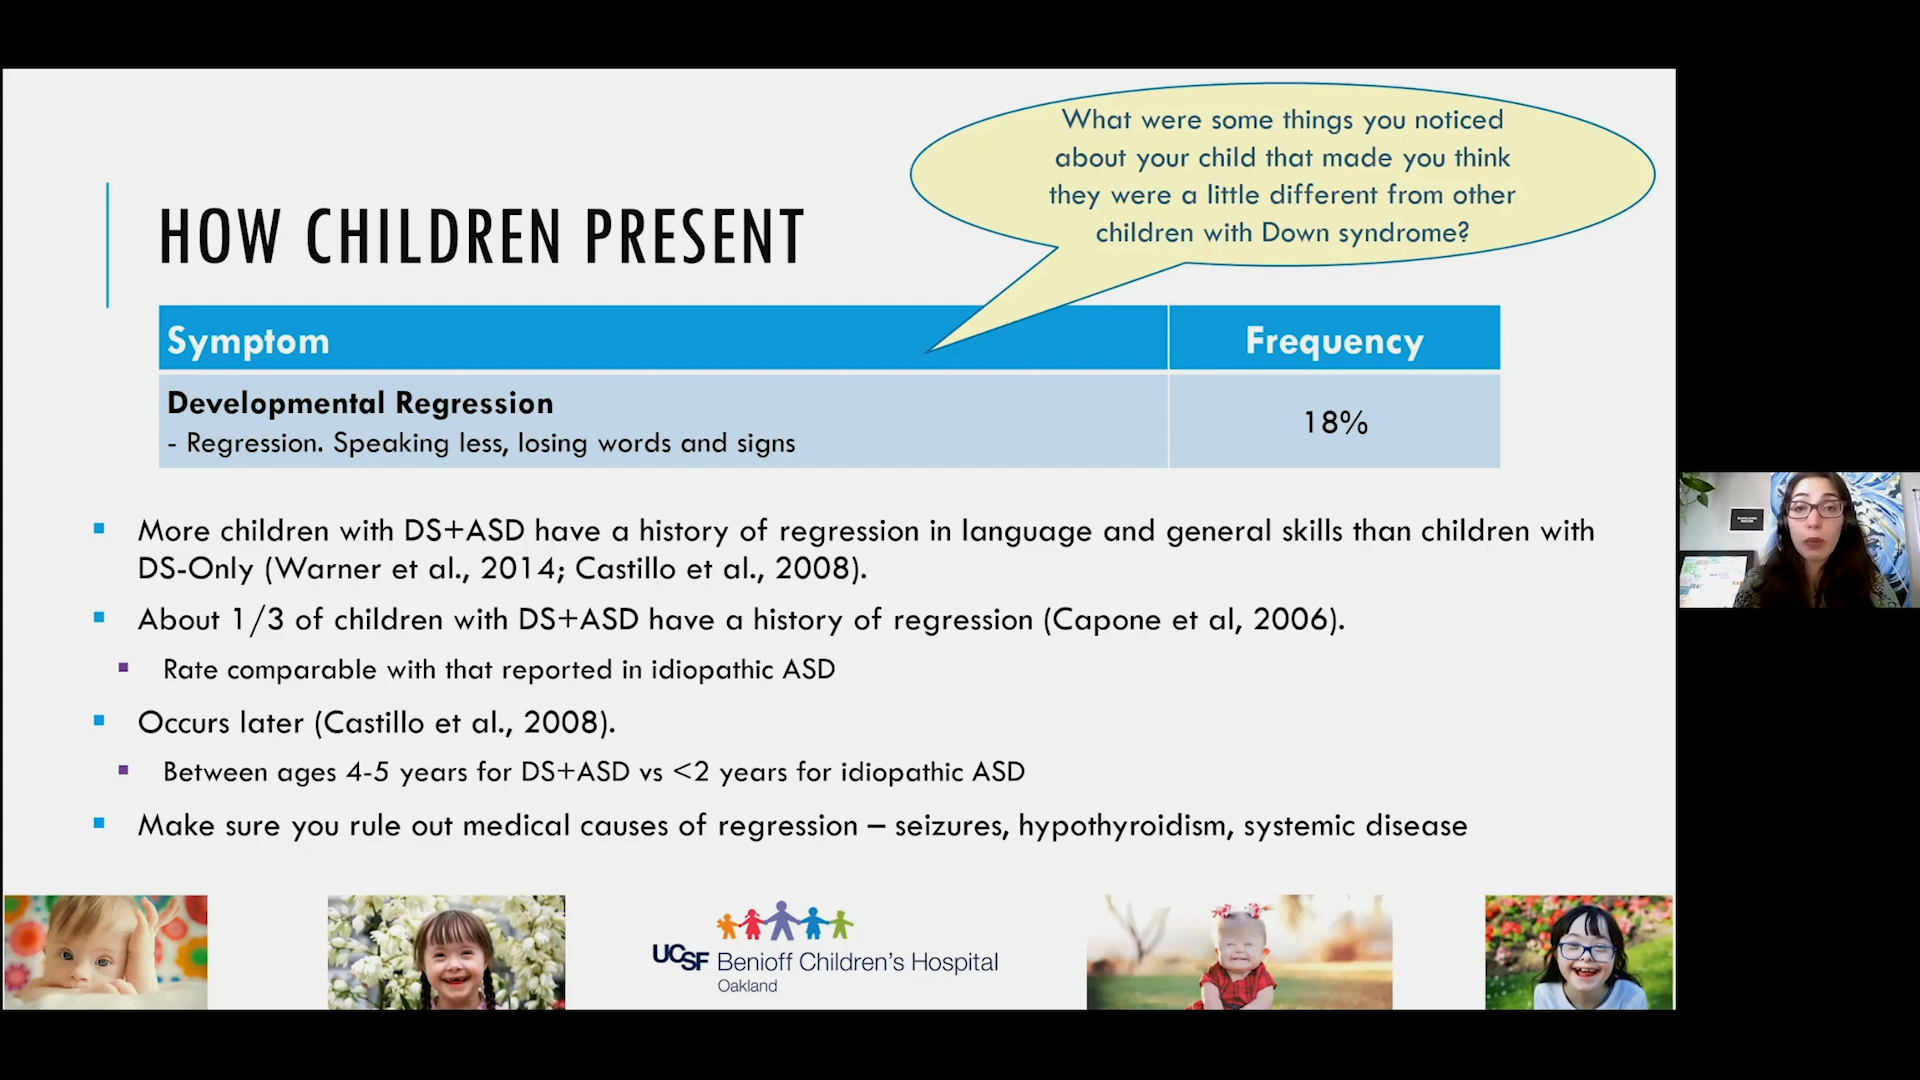 What were some things you noticed
about your child that made you think
they were a little different from other
children with Down syndrome?
HOW CHILDREN PRESENT
Symptom
Frequency
Developmental Regression
- Regression. Speaking less, losing words and signs
18%
▪ More children with DS+ASD have a history of regression in language and general skills than children with
DS-Only (Warner et al., 2014; Castillo et al., 2008).
▪ About 1/3 of children with DS+ASD have a history of regression (Capone et al, 2006).
▪ Rate comparable with that reported in idiopathic ASD
▪ Occurs later (Castillo et al., 2008).
▪ Between ages 4-5 years for DS+ASD vs <2 years for idiopathic ASD
▪ Make sure you rule out medical causes of regression – seizures, hypothyroidism, systemic disease
UCSF Benioff Children's Hospital
Oakland